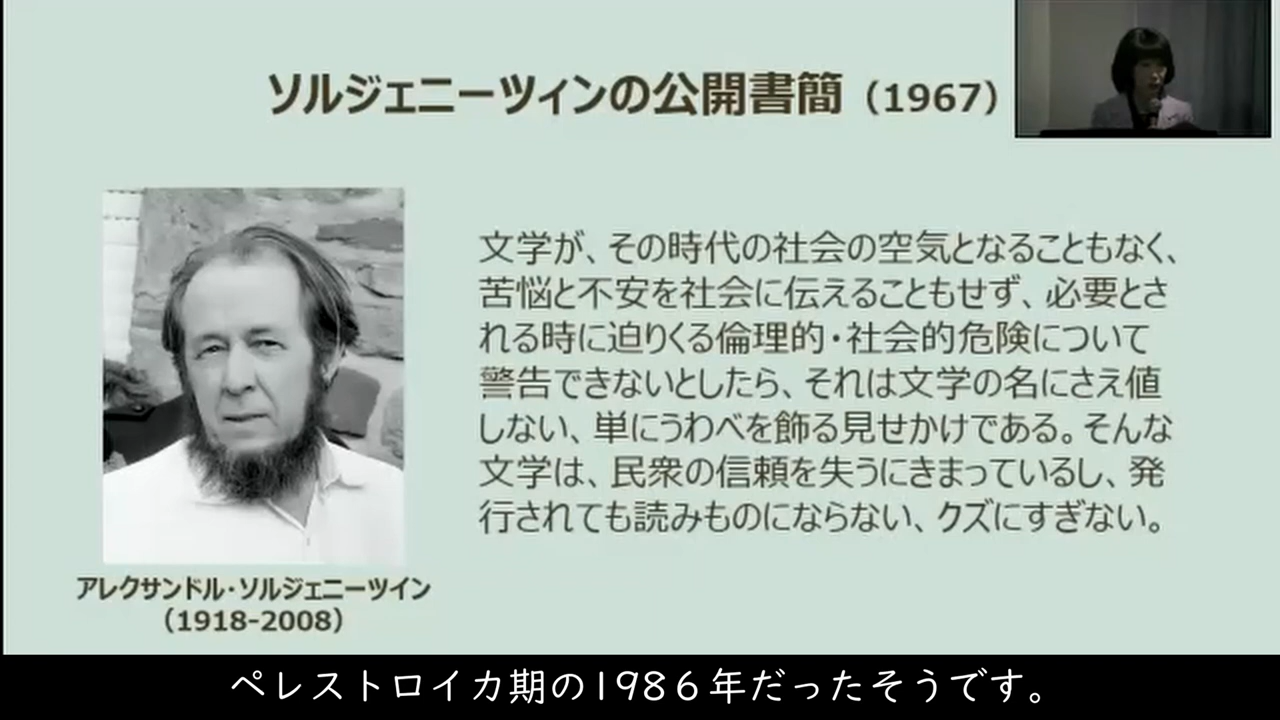 ソルジェニーツィンの公開書簡（1967）
文学が、その時代の社会の空気となることもなく、
苦悩と不安を社会に伝えることもせず、必要とさ
れる時に迫りくる倫理的・社会的危険について
警告できないとしたら、それは文学の名にさえ値
しない、単にうわべを飾る見せかけである。そんな
文学は、民衆の信頼を失うにきまっているし、発
行されても読みものにならない、クズにすぎない。
アレクサンドル・ソルジェニーツイン
（1918-2008）
ペレストロイカ期の1986年だったそうです。